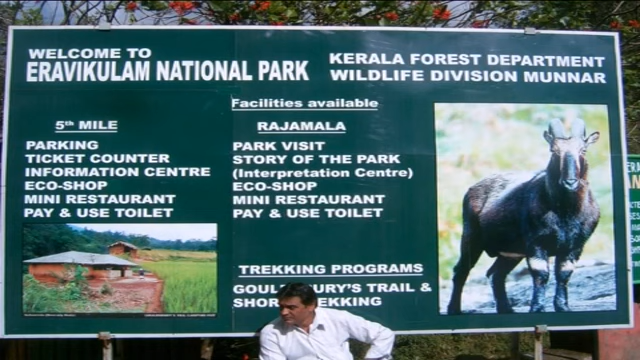 WELCOME TO
ERAVIKULAM NATIONAL PARK
KERALA FOREST DEPARTMENT
WILDLIFE DIVISION MUNNAR
Facilities available
5th MILE
PARKING
TICKET COUNTER
INFORMATION CENTRE
ECO-SHOP
MINI RESTAURANT
PAY & USE TOILET
RAJAMALA
PARK VISIT
STORY OF THE PARK
(Interpretation Centre)
ECO-SHOP
MINI RESTAURANT
PAY & USE TOILET
TREKKING PROGRAMS
TRAIL &
TREKKING